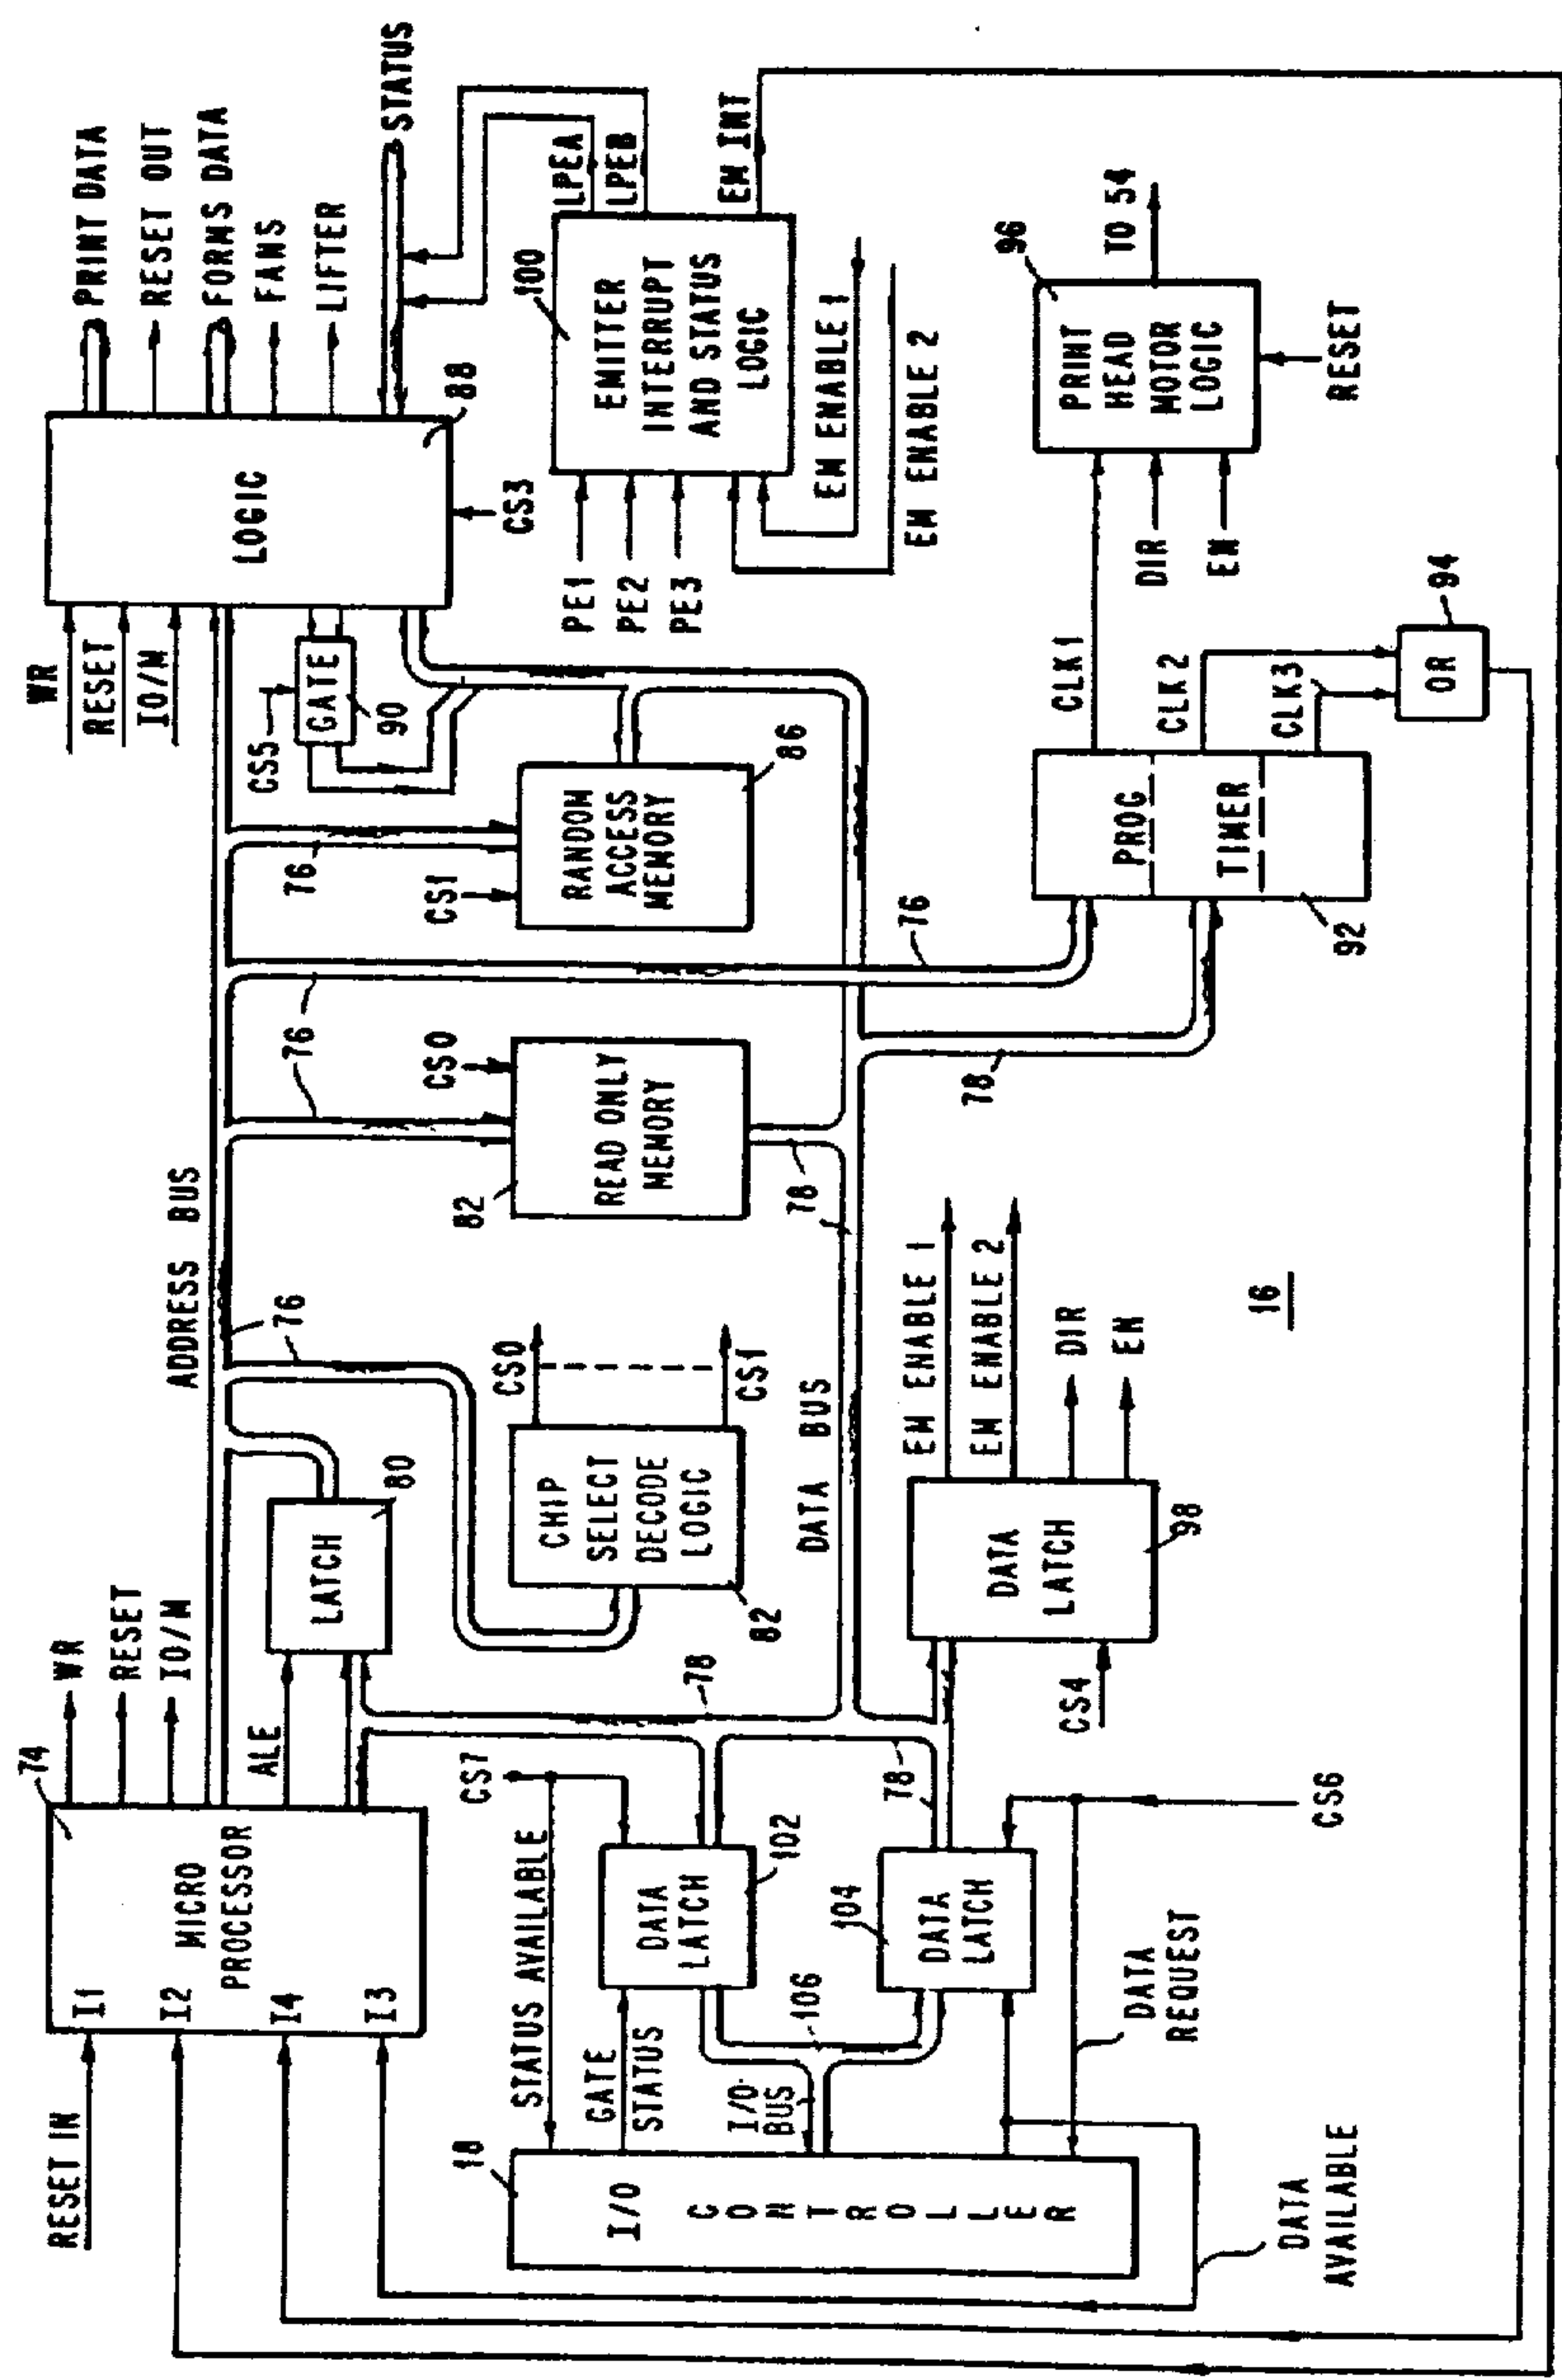 74
MICRO
PROCESSOR
I1
I2
I4
I3
RESET IN
WR
RESET
IO/M
ALE
LATCH
80
ADDRESS BUS
76
CHIP
SELECT
DECODE
LOGIC
82
CS0
CS1
78
CS7
STATUS AVAILABLE
GATE
STATUS
DATA
LATCH
102
I/O
BUS
106
104
DATA
LATCH
78
18
I/O
CONTROLLER
CS6
DATA
REQUEST
DATA
AVAILABLE
DATA BUS
DATA
LATCH
98
CS4
EM ENABLE 1
EM ENABLE 2
DIR
EN
16
76
CS0
READ ONLY
MEMORY
82
78
78
76
76
CS1
RANDOM
ACCESS
MEMORY
86
CS5
GATE
90
WR
RESET
IO/M
LOGIC
88
CS3
PRINT DATA
RESET OUT
FORMS DATA
FANS
LIFTER
STATUS
100
EMITTER
INTERRUPT
AND STATUS
LOGIC
LPEA
LPEB
EM INT
PE1
PE2
PE3
EM ENABLE 1
EM ENABLE 2
PROG
TIMER
92
CLK1
CLK2
CLK3
OR
94
DIR
EN
96
PRINT
HEAD
MOTOR
LOGIC
TO 54
RESET